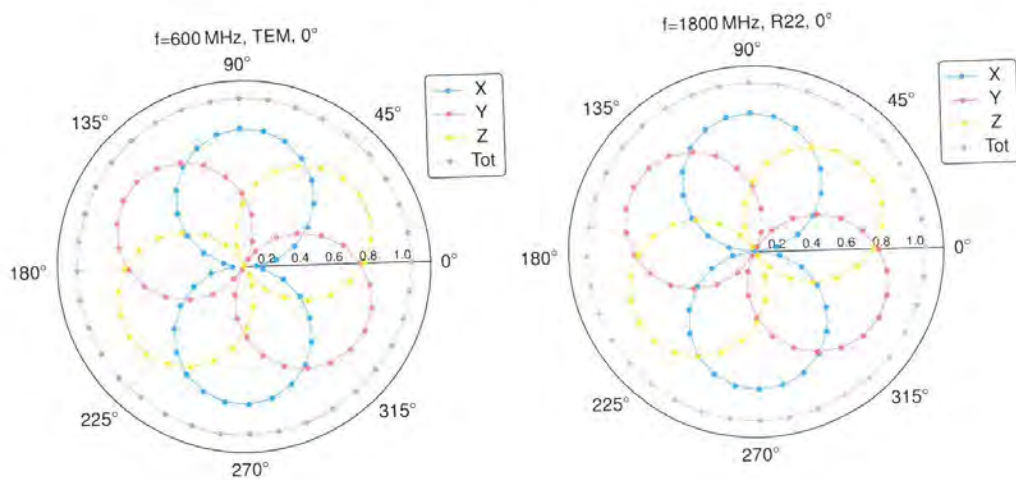 f=600 MHz, TEM, 0°
90°
45°
135°
X
Y
Z
Tot
180°
0.2 0.4 0.6 0.8 1.0
0°
225°
315°
270°
f=1800 MHz, R22, 0°
90°
45°
135°
X
Y
Z
Tot
180°
0.2 0.4 0.6 0.8 1.0
0°
225°
315°
270°